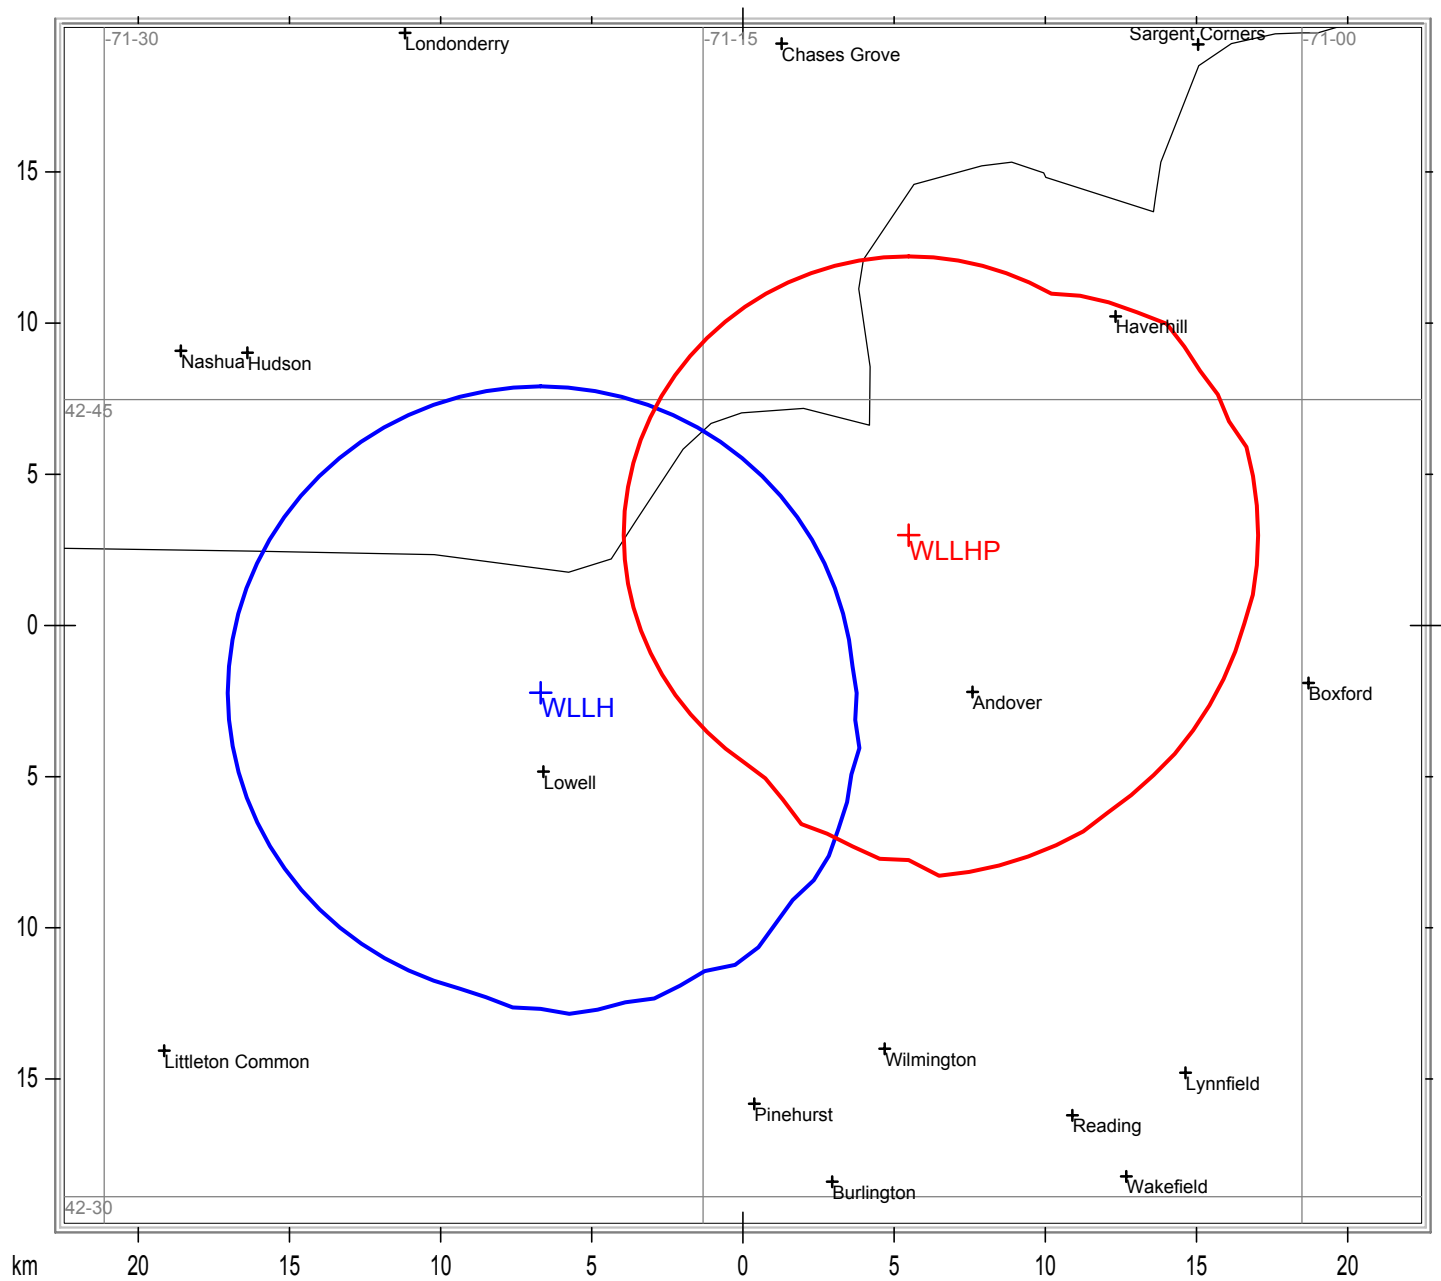 Sargent Corners
-71-30
-71-15
-71-00
Londonderry
Chases Grove
15
10
Haverhill
Nashua
Hudson
42-45
5
WLLHP
0
Boxford
Andover
WLLH
5
Lowell
10
15
Wilmington
Littleton Common
Lynnfield
Pinehurst
Reading
Wakefield
Burlington
42-30
km
20
15
10
5
0
5
10
15
20